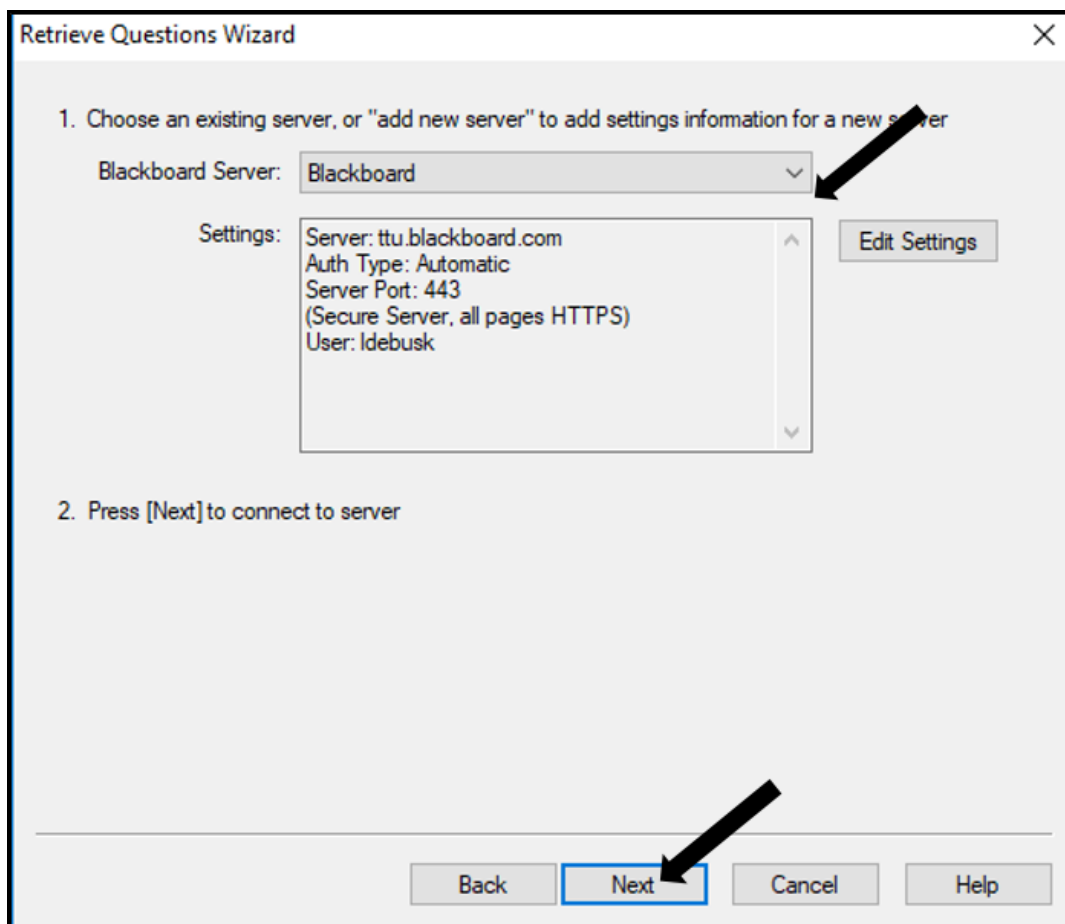 Retrieve Questions Wizard
1. Choose an existing server, or "add new server" to add settings information for a new server
Blackboard Server: Blackboard
Settings: Server: ttu.blackboard.com
Auth Type: Automatic
Server Port: 443
(Secure Server, all pages HTTPS)
User: ldebusk
Edit Settings
2. Press [Next] to connect to server
Back Next Cancel Help